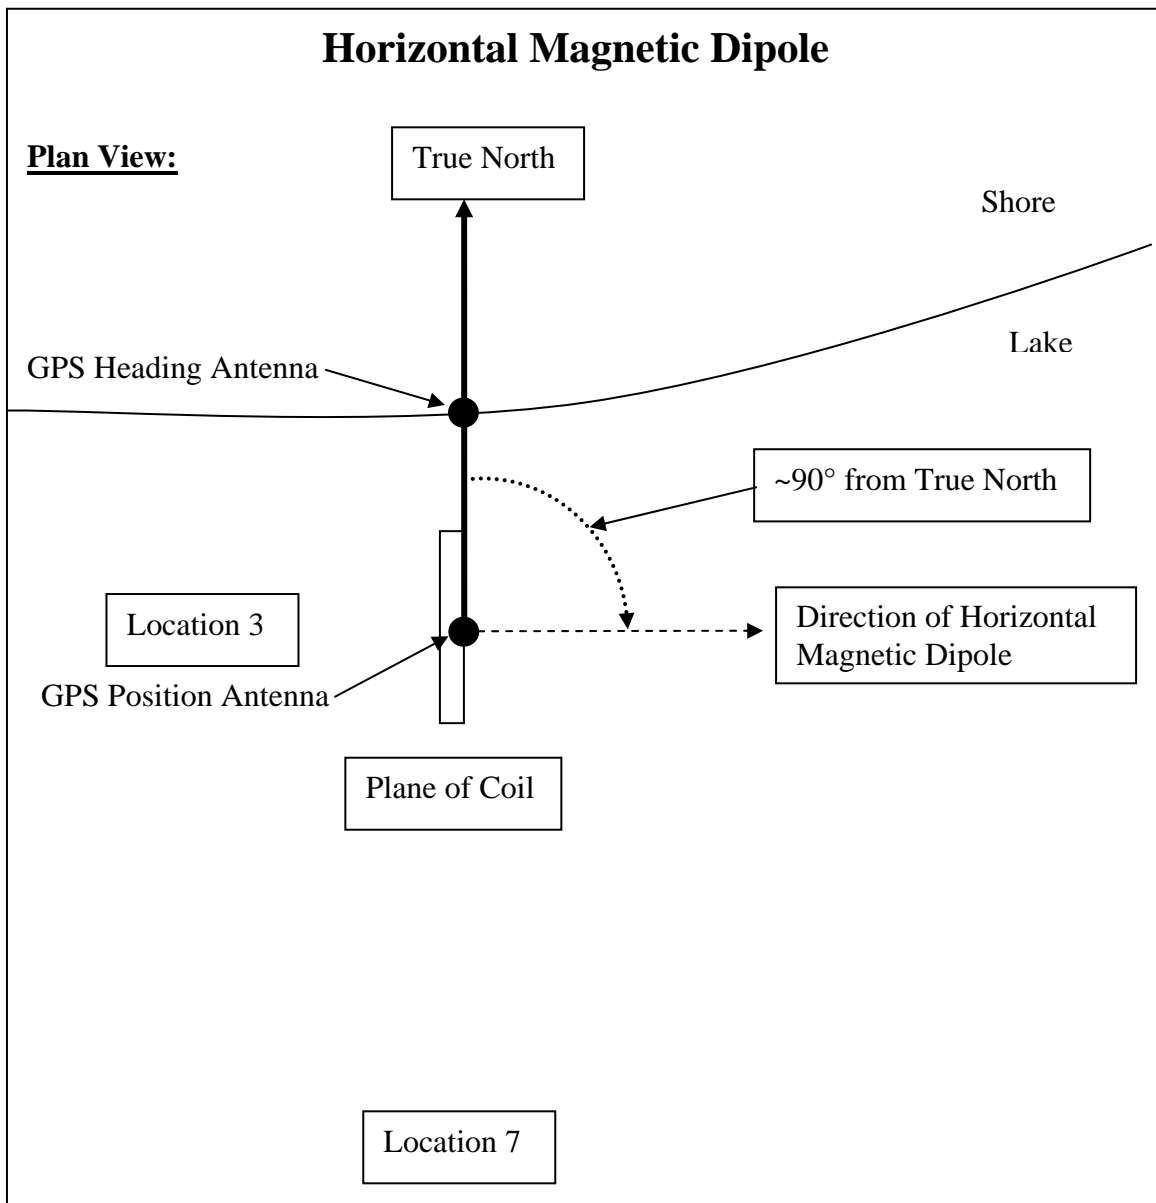 Horizontal Magnetic Dipole
Plan View:
True North
Shore
Lake
GPS Heading Antenna
~90° from True North
Location 3
Direction of Horizontal
Magnetic Dipole
GPS Position Antenna
Plane of Coil
Location 7